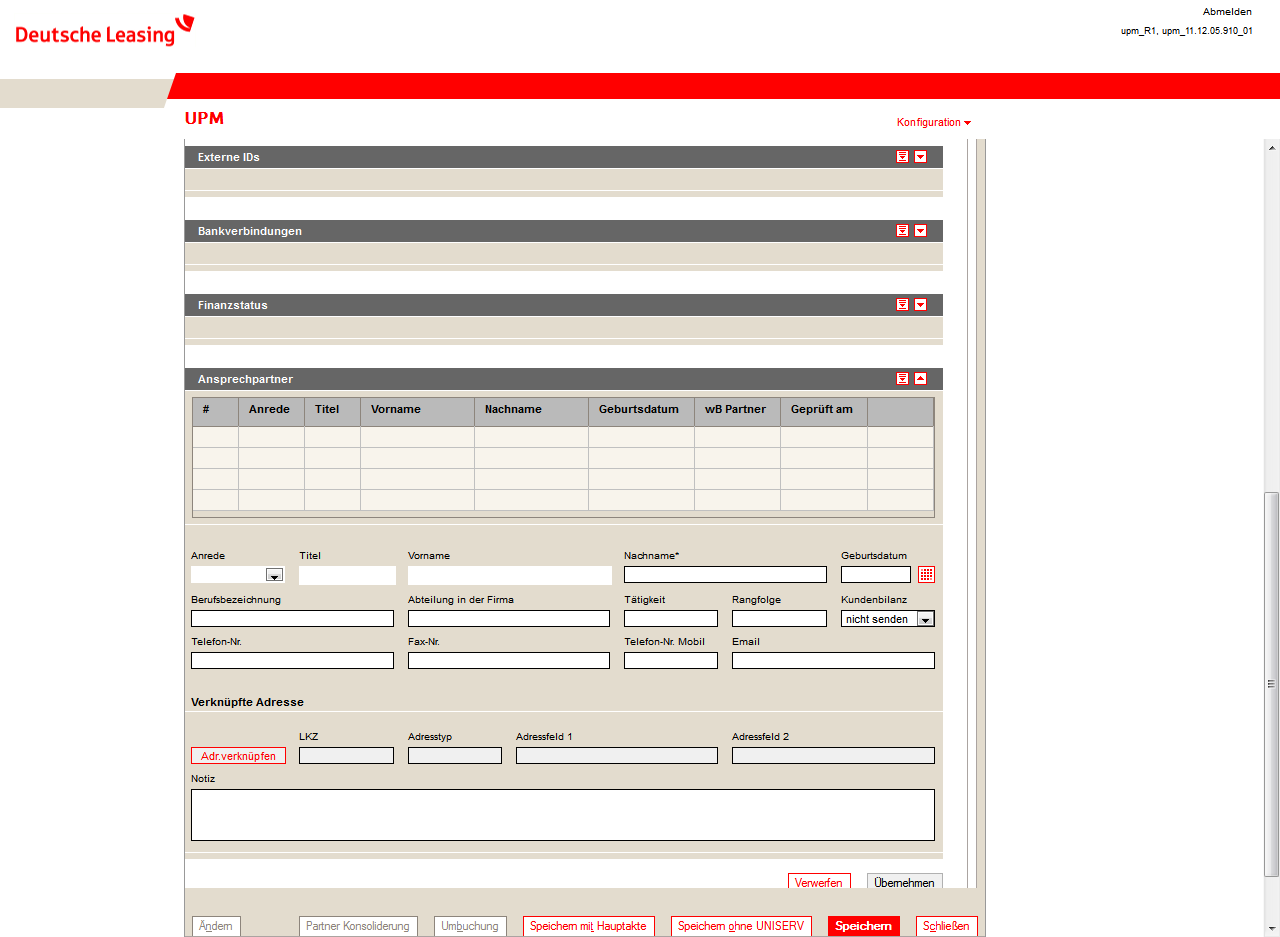 Abmelden
Deutsche Leasing
upm_R1, upm_11.12.05.910_01
UPM
Konfiguration
Externe IDs
Bankverbindungen
Finanzstatus
Ansprechpartner
# Anrede Titel Vorname Nachname Geburtsdatum wB Partner Geprüft am
Anrede Titel Vorname Nachname* Geburtsdatum
Berufsbezeichnung Abteilung in der Firma Tätigkeit Rangfolge Kundenbilanz
nicht senden
Telefon-Nr. Fax-Nr. Telefon-Nr. Mobil Email
Verknüpfte Adresse
LKZ Adresstyp Adressfeld 1 Adressfeld 2
Adr.verknüpfen
Notiz
Verwerfen Übernehmen
Ändern Partner Konsolidierung Umbuchung Speichern mit Hauptakte Speichern ohne UNISERV Speichern Schließen